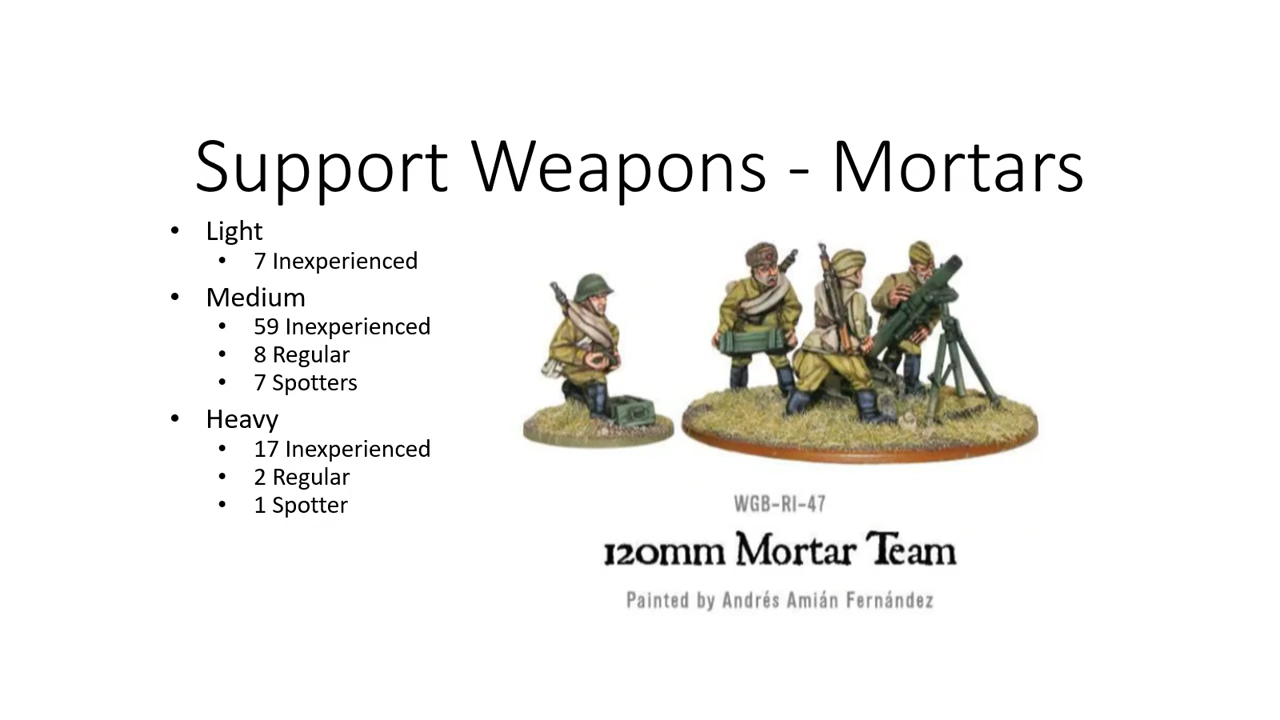 Support Weapons - Mortars
• Light
• 7 Inexperienced
• Medium
• 59 Inexperienced
• 8 Regular
• 7 Spotters
• Heavy
• 17 Inexperienced
• 2 Regular
• 1 Spotter
WGB-RI-47
120mm Mortar Team
Painted by Andrés Amián Fernández